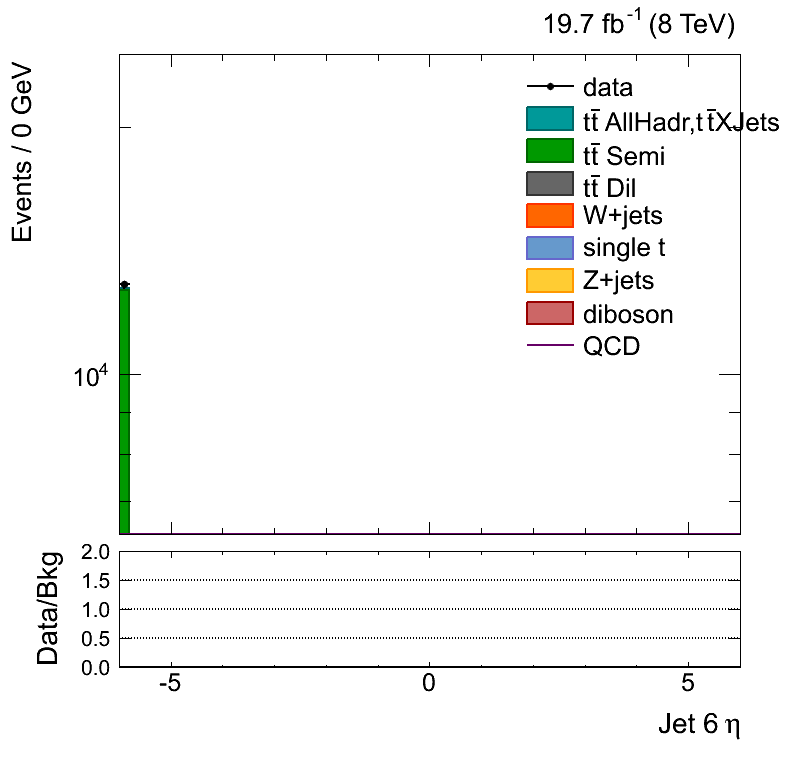 19.7 fb⁻¹ (8 TeV)
Events / 0 GeV
data
tt̄ AllHadr,tt̄XJets
tt̄ Semi
tt̄ Dil
W+jets
single t
Z+jets
diboson
QCD
10⁴
Data/Bkg
2.0
1.5
1.0
0.5
0.0
-5 0 5
Jet 6 η